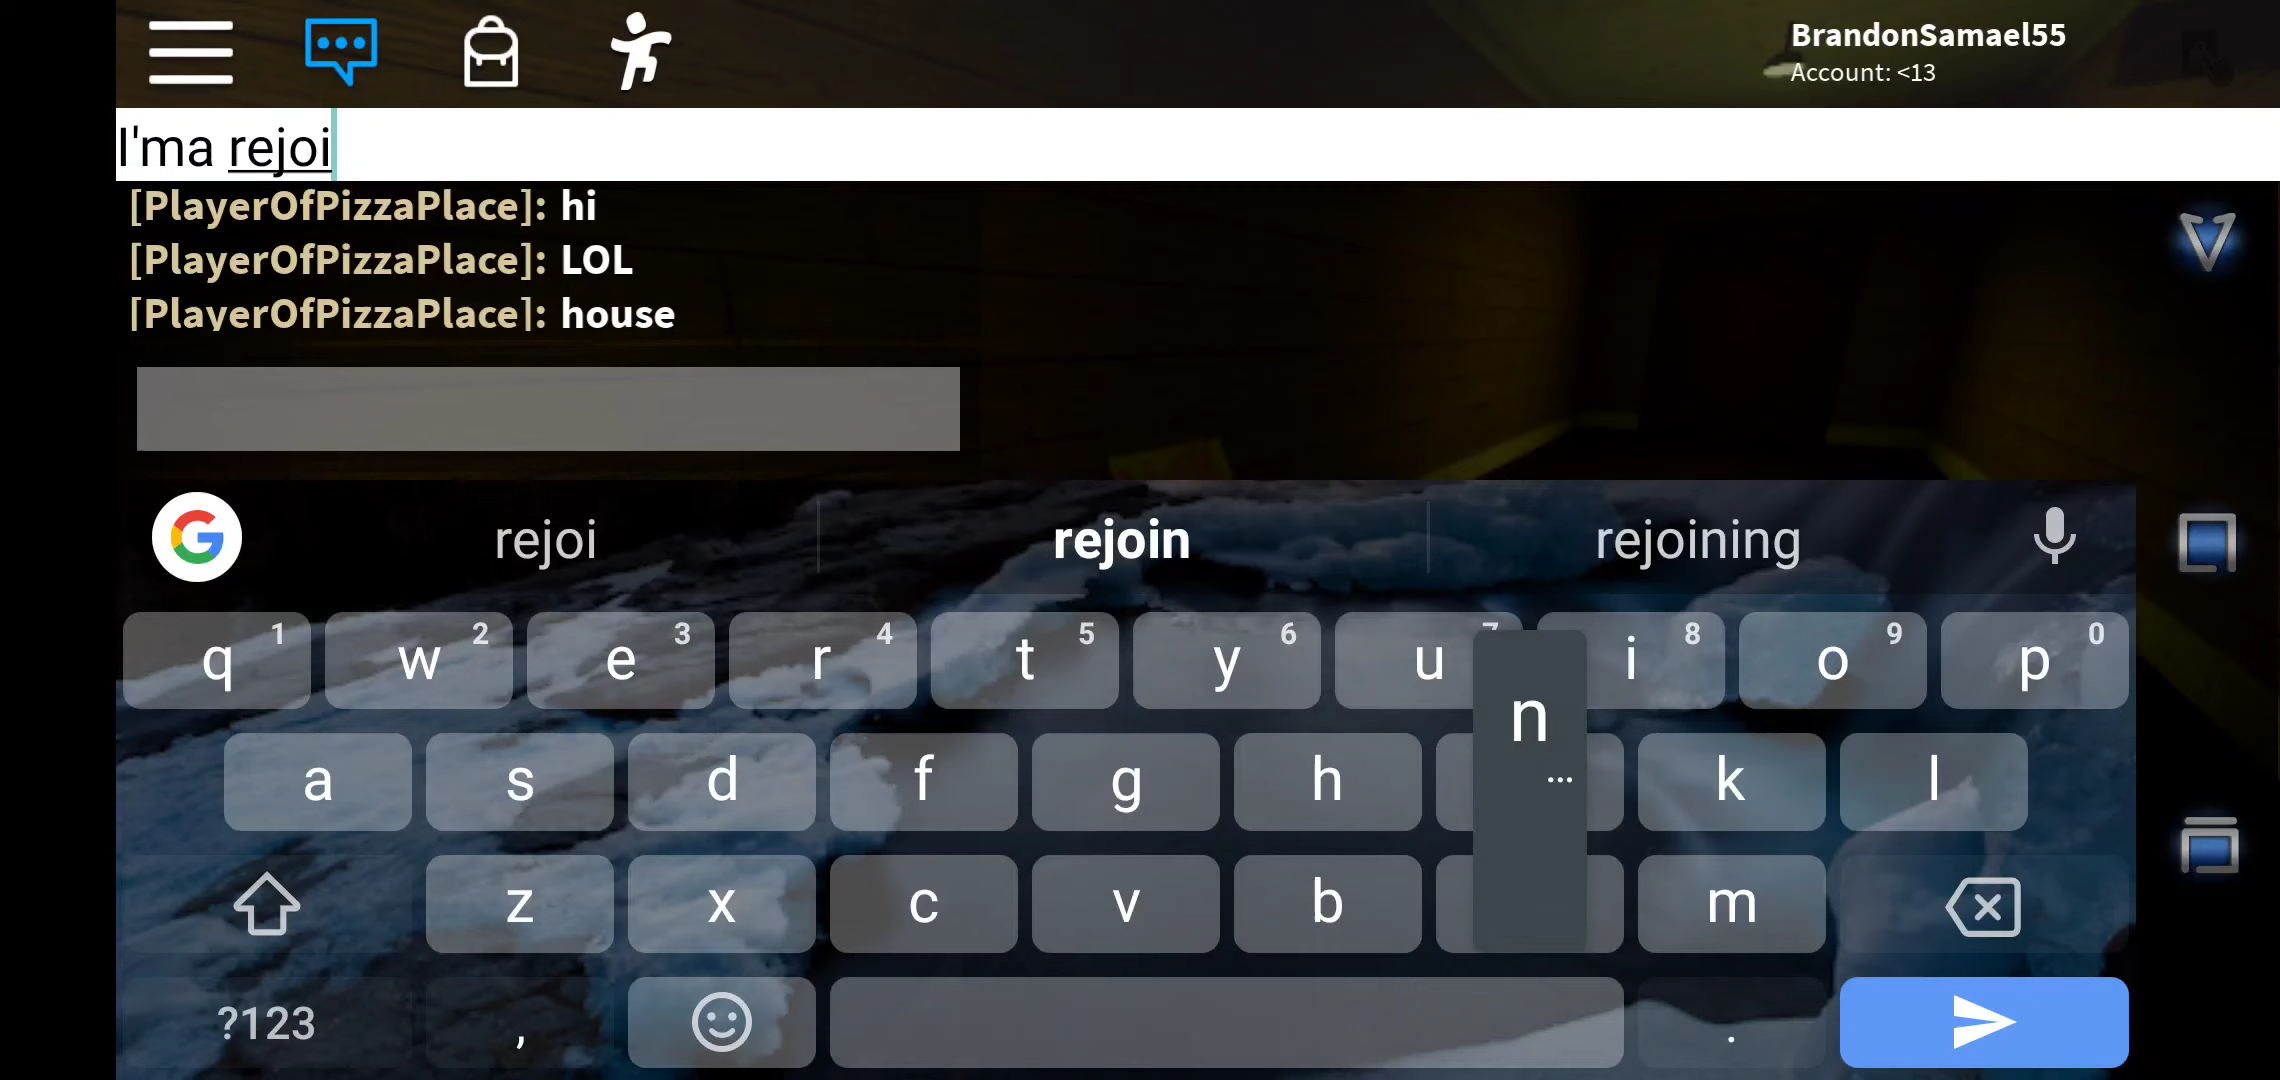 BrandonSamael55
Account: <13
I'ma rejoi
[PlayerOfPizzaPlace]: hi
[PlayerOfPizzaPlace]: LOL
[PlayerOfPizzaPlace]: house
rejoi rejoin rejoining
q 1 w 2 e 3 r 4 t 5 y 6 u 7 i 8 o 9 p 0
n ...
a s d f g h k l
z x c v b m
?123 , .